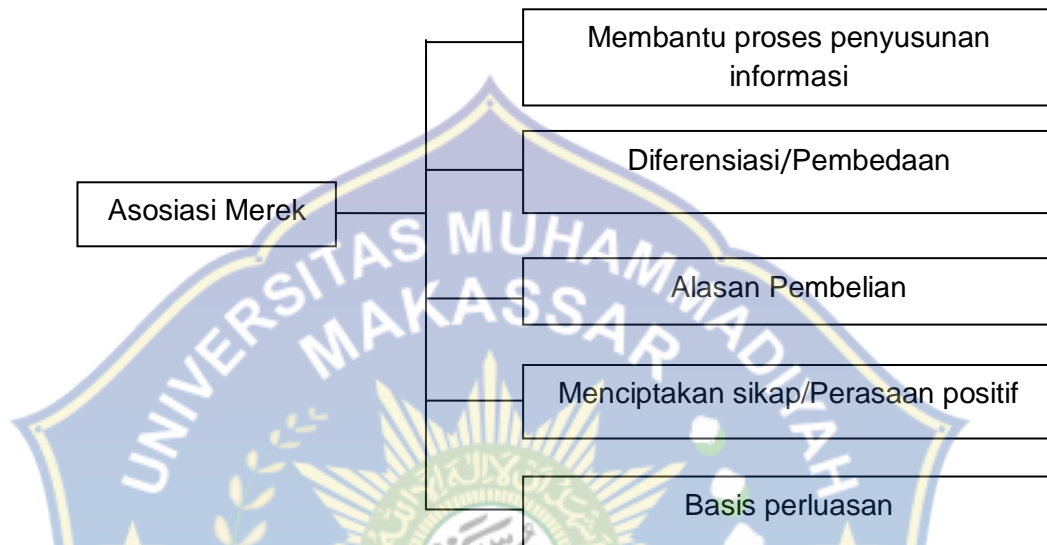 Membantu proses penyusunan
informasi
Diferensiasi/Pembedaan
Asosiasi Merek
Alasan Pembelian
Menciptakan sikap/Perasaan positif
Basis perluasan
UNIVERSITAS MUHAMMADIYAH
MAKASSAR